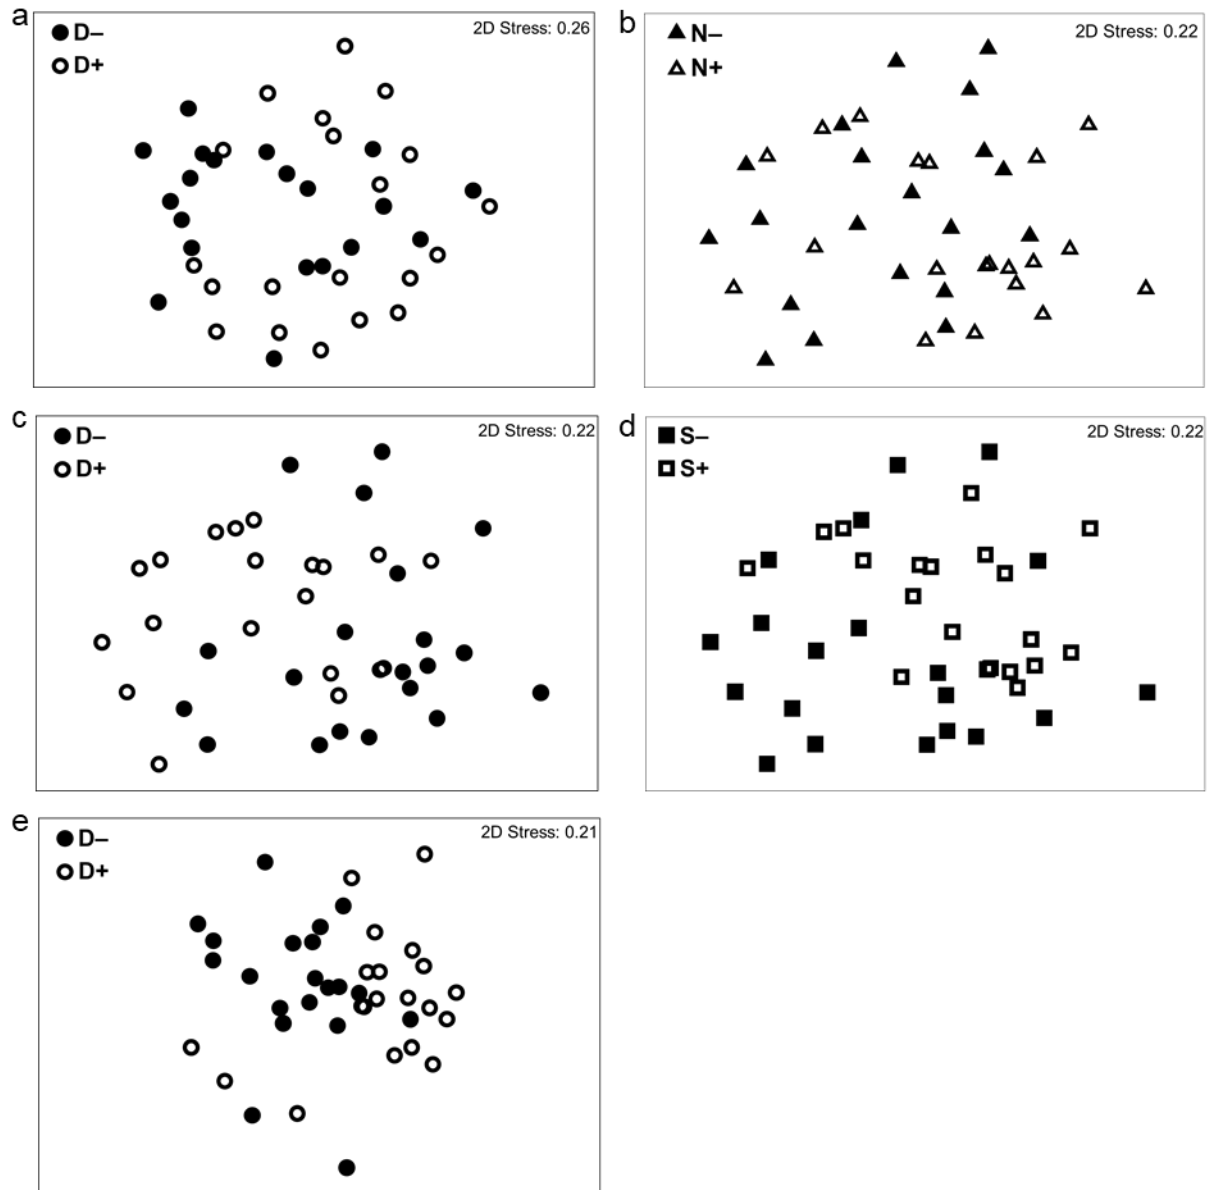 a
D–
D+
2D Stress: 0.26
b
N–
N+
2D Stress: 0.22
c
D–
D+
2D Stress: 0.22
d
S–
S+
2D Stress: 0.22
e
D–
D+
2D Stress: 0.21